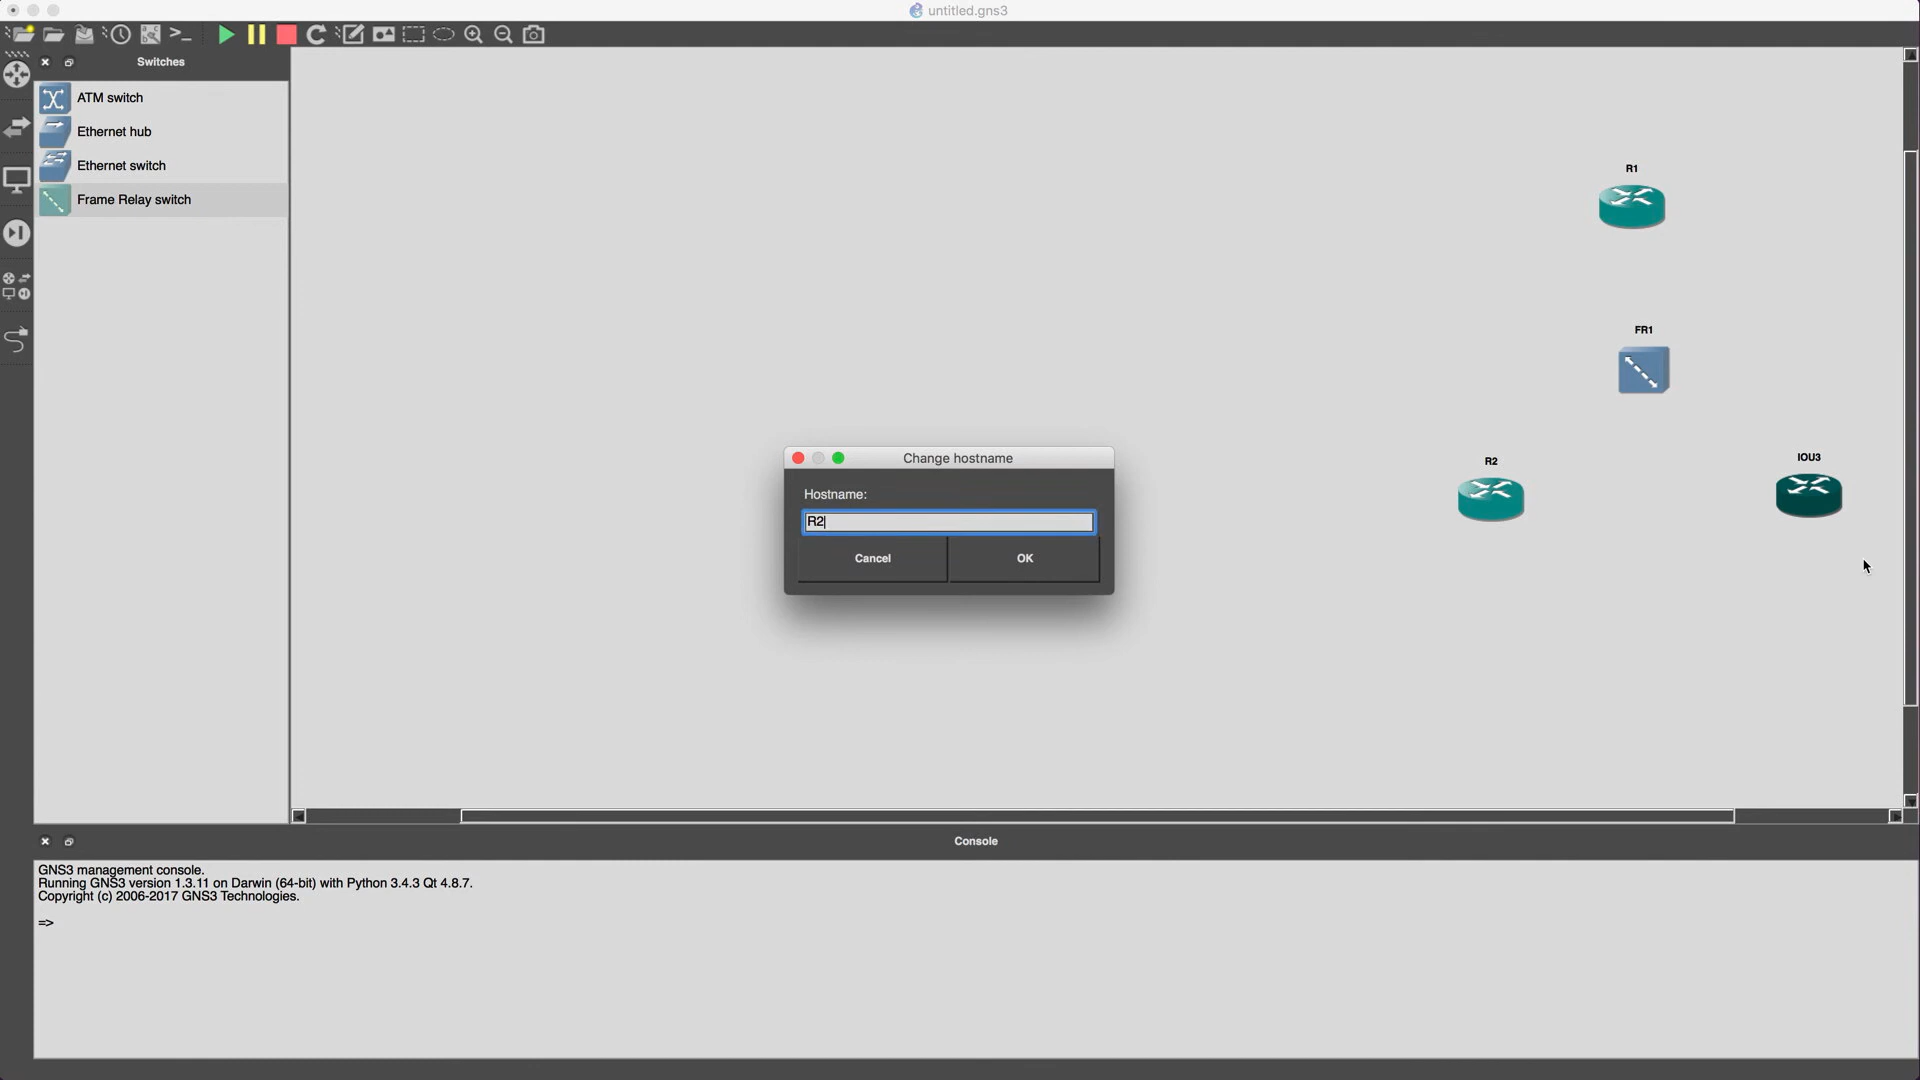 untitled.gns3
Switches
ATM switch
Ethernet hub
Ethernet switch
Frame Relay switch
R1
FR1
R2
IOU3
Change hostname
Hostname:
R2
Cancel
OK
Console
GNS3 management console.
Running GNS3 version 1.3.11 on Darwin (64-bit) with Python 3.4.3 Qt 4.8.7.
Copyright (c) 2006-2017 GNS3 Technologies.
=>